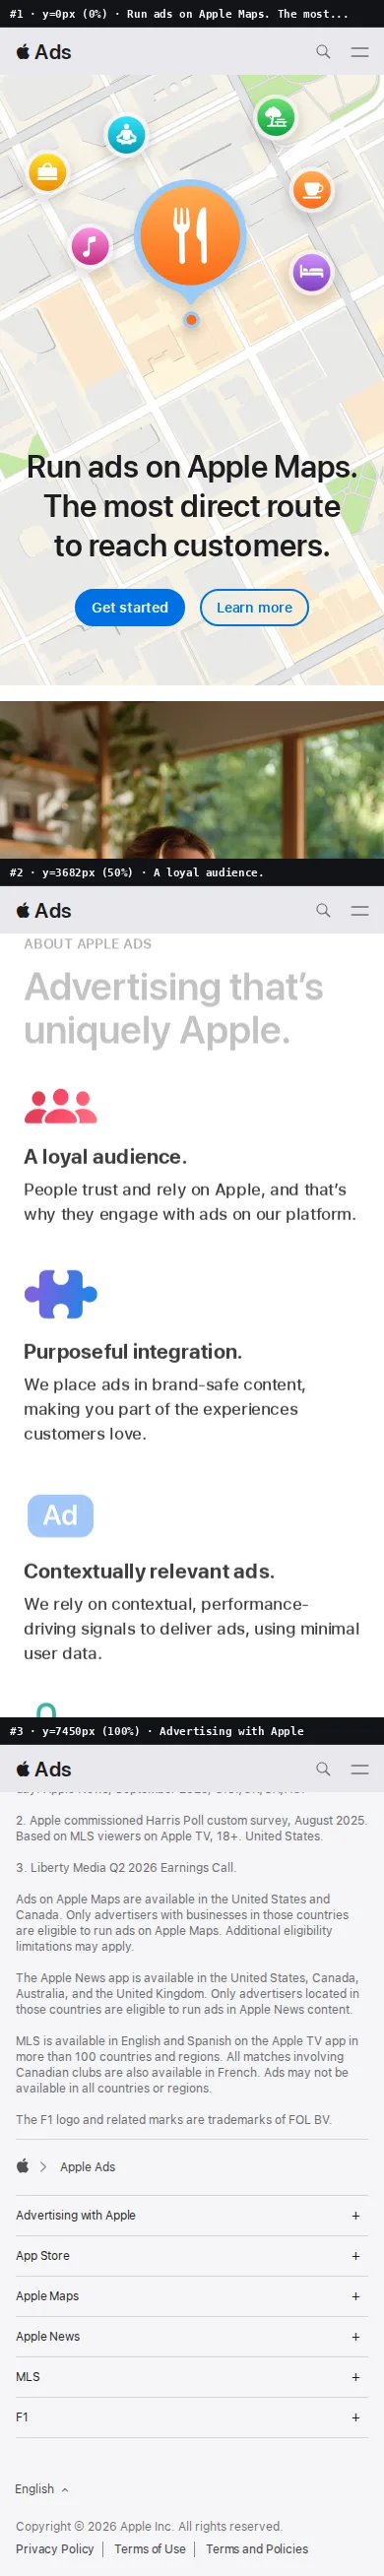 #1 · y=0px (0%) · Run ads on Apple Maps. The most...
Ads
Run ads on Apple Maps.
The most direct route
to reach customers.
Get started
Learn more
#2 · y=3682px (50%) · A loyal audience.
Ads
ABOUT APPLE ADS
Advertising that’s
uniquely Apple.
A loyal audience.
People trust and rely on Apple, and that’s
why they engage with ads on our platform.
Purposeful integration.
We place ads in brand-safe content,
making you part of the experiences
customers love.
Ad
Contextually relevant ads.
We rely on contextual, performance-
driving signals to deliver ads, using minimal
user data.
#3 · y=7450px (100%) · Advertising with Apple
Ads
2. Apple commissioned Harris Poll custom survey, August 2025.
Based on MLS viewers on Apple TV, 18+. United States.
3. Liberty Media Q2 2026 Earnings Call.
Ads on Apple Maps are available in the United States and
Canada. Only advertisers with businesses in those countries
are eligible to run ads on Apple Maps. Additional eligibility
limitations may apply.
The Apple News app is available in the United States, Canada,
Australia, and the United Kingdom. Only advertisers located in
those countries are eligible to run ads in Apple News content.
MLS is available in English and Spanish on the Apple TV app in
more than 100 countries and regions. All matches involving
Canadian clubs are also available in French. Ads may not be
available in all countries or regions.
The F1 logo and related marks are trademarks of FOL BV.
Apple Ads
Advertising with Apple +
App Store +
Apple Maps +
Apple News +
MLS +
F1 +
English
Copyright © 2026 Apple Inc. All rights reserved.
Privacy Policy | Terms of Use | Terms and Policies